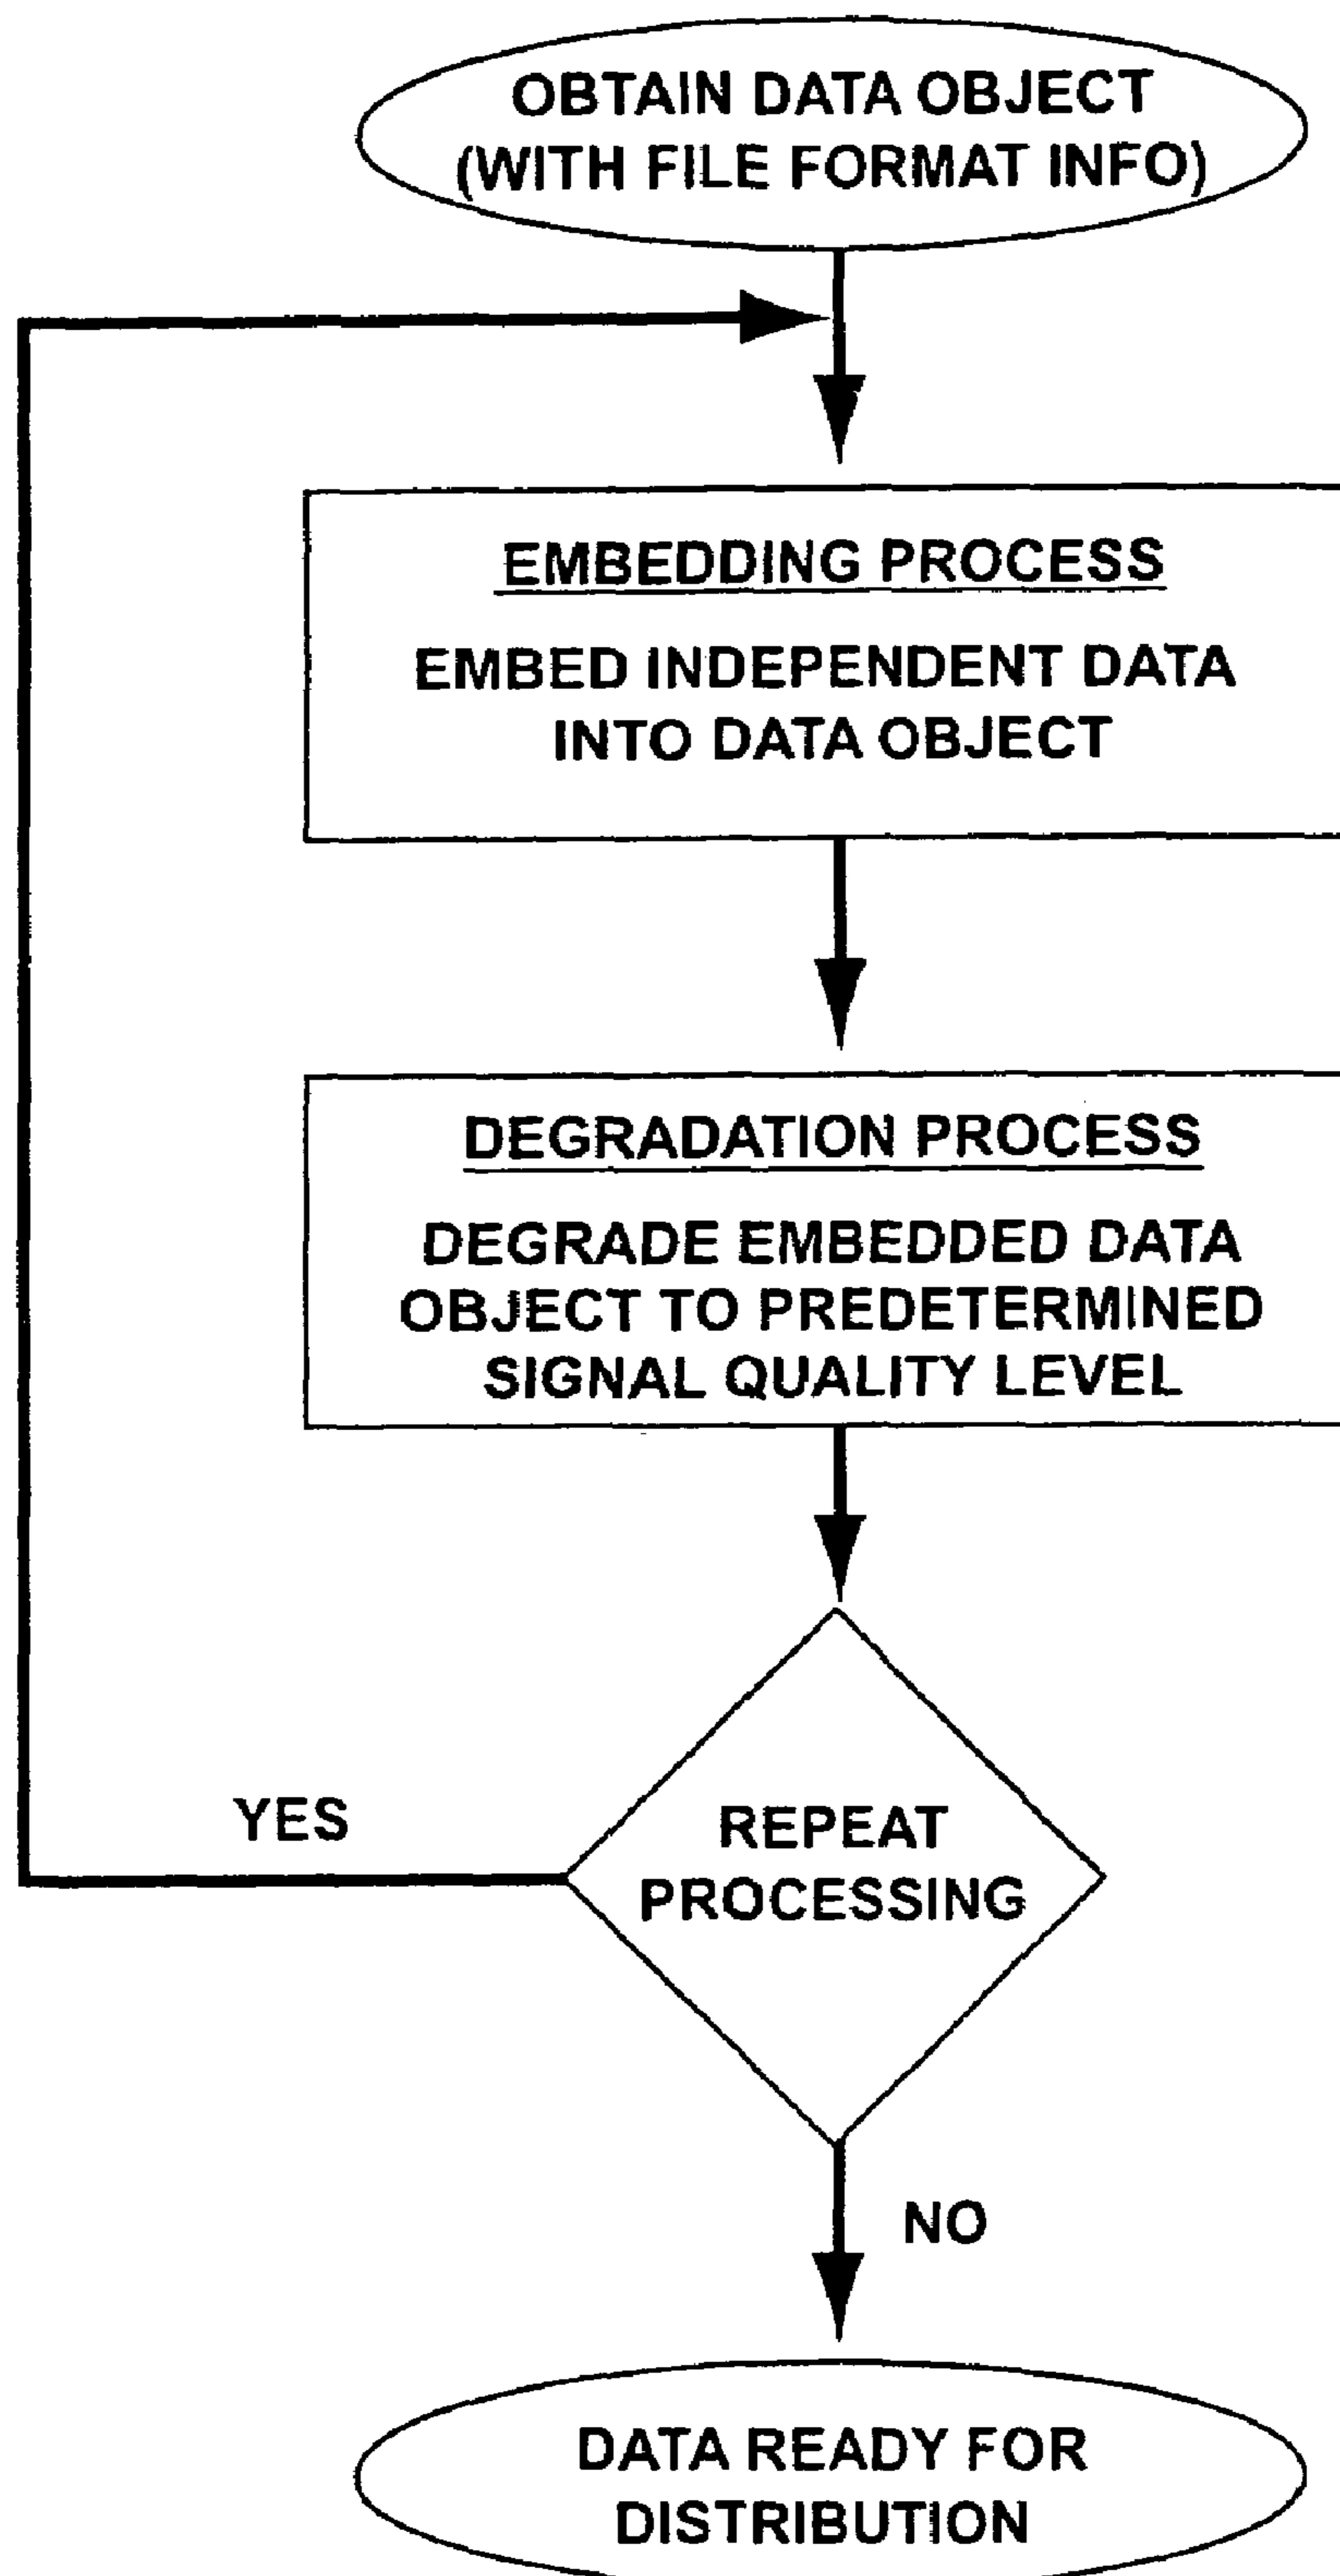 OBTAIN DATA OBJECT
(WITH FILE FORMAT INFO)
EMBEDDING PROCESS
EMBED INDEPENDENT DATA
INTO DATA OBJECT
DEGRADATION PROCESS
DEGRADE EMBEDDED DATA
OBJECT TO PREDETERMINED
SIGNAL QUALITY LEVEL
YES
REPEAT
PROCESSING
NO
DATA READY FOR
DISTRIBUTION